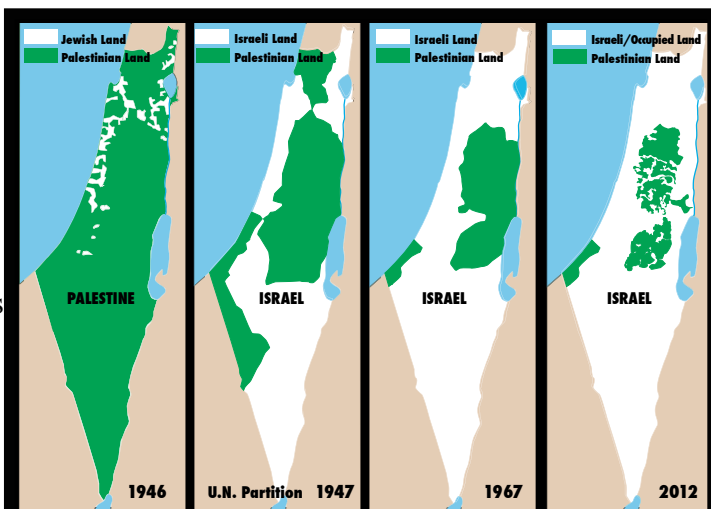 Jewish Land
Palestinian Land
PALESTINE
1946
Israeli Land
Palestinian Land
ISRAEL
U.N. Partition 1947
Israeli Land
Palestinian Land
ISRAEL
1967
Israeli/Occupied Land
Palestinian Land
ISRAEL
2012
s